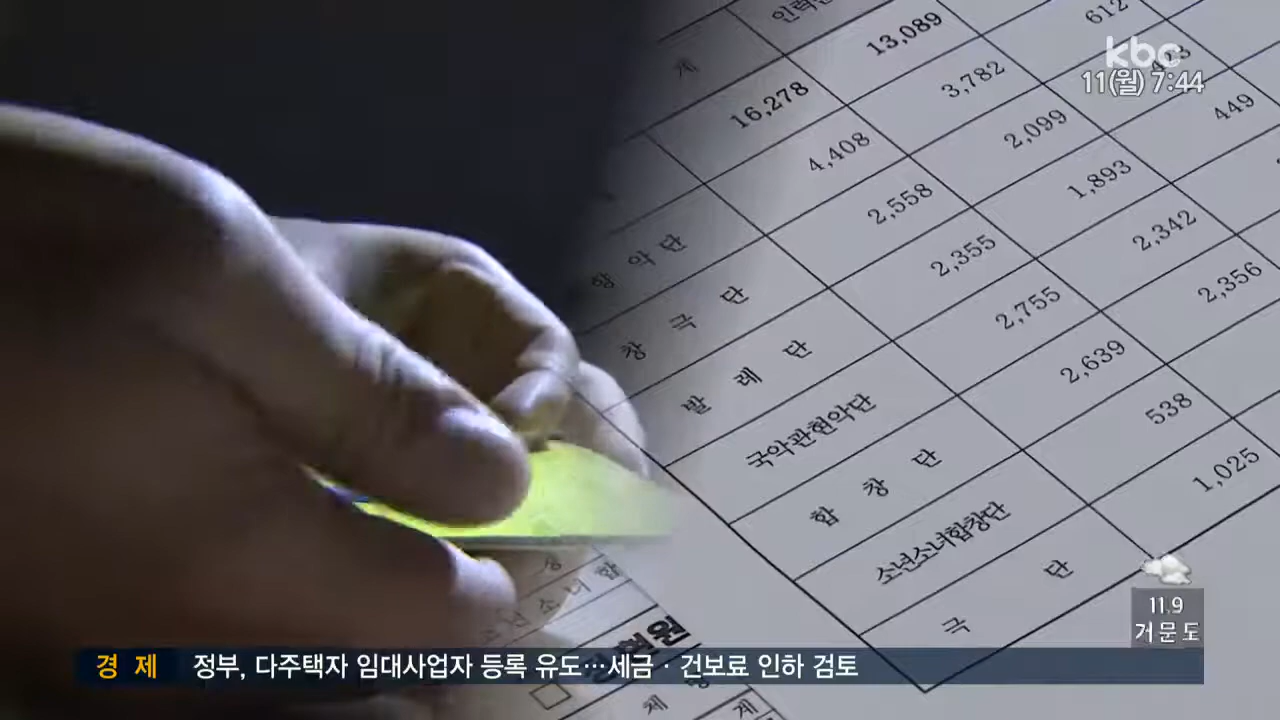 kbc
11(월) 7:44
계
16,278 13,089
향 악 단 4,408 3,782 612
창 극 단 2,558 2,099 423
발 레 단 2,355 1,893 449
국악관현악단 2,755 2,342
합 창 단 2,639 2,356
소년소녀합창단 538
극 단 1,025
현원
계
11.9
거문도
경 제 정부, 다주택자 임대사업자 등록 유도…세금·건보료 인하 검토